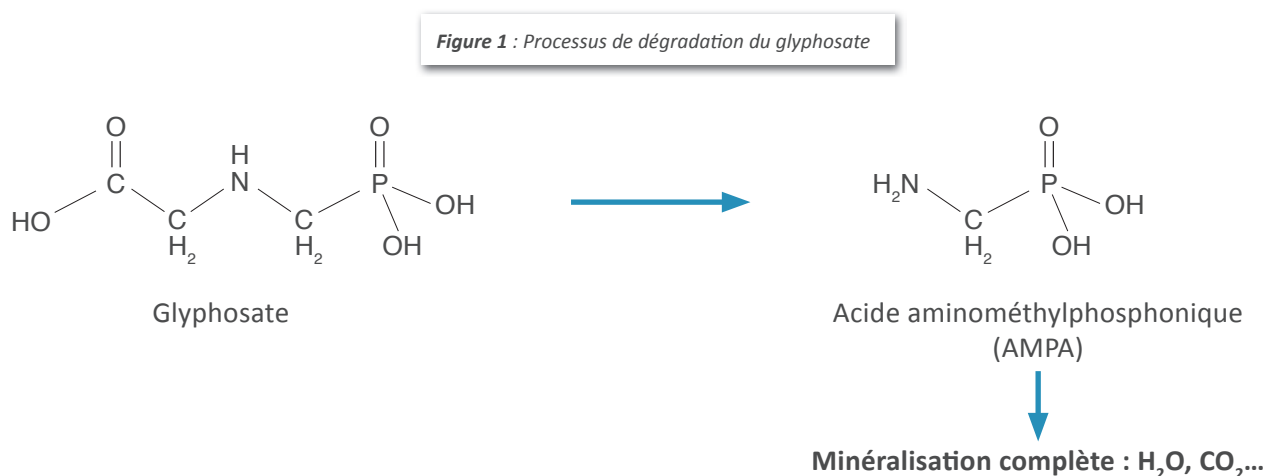 Figure 1 : Processus de dégradation du glyphosate
O
C
HO
C
H₂
H
N
C
H₂
O
P
OH
OH
H₂N
C
H₂
O
P
OH
OH
Glyphosate
Acide aminométhylphosphonique
(AMPA)
Minéralisation complète : H₂O, CO₂...